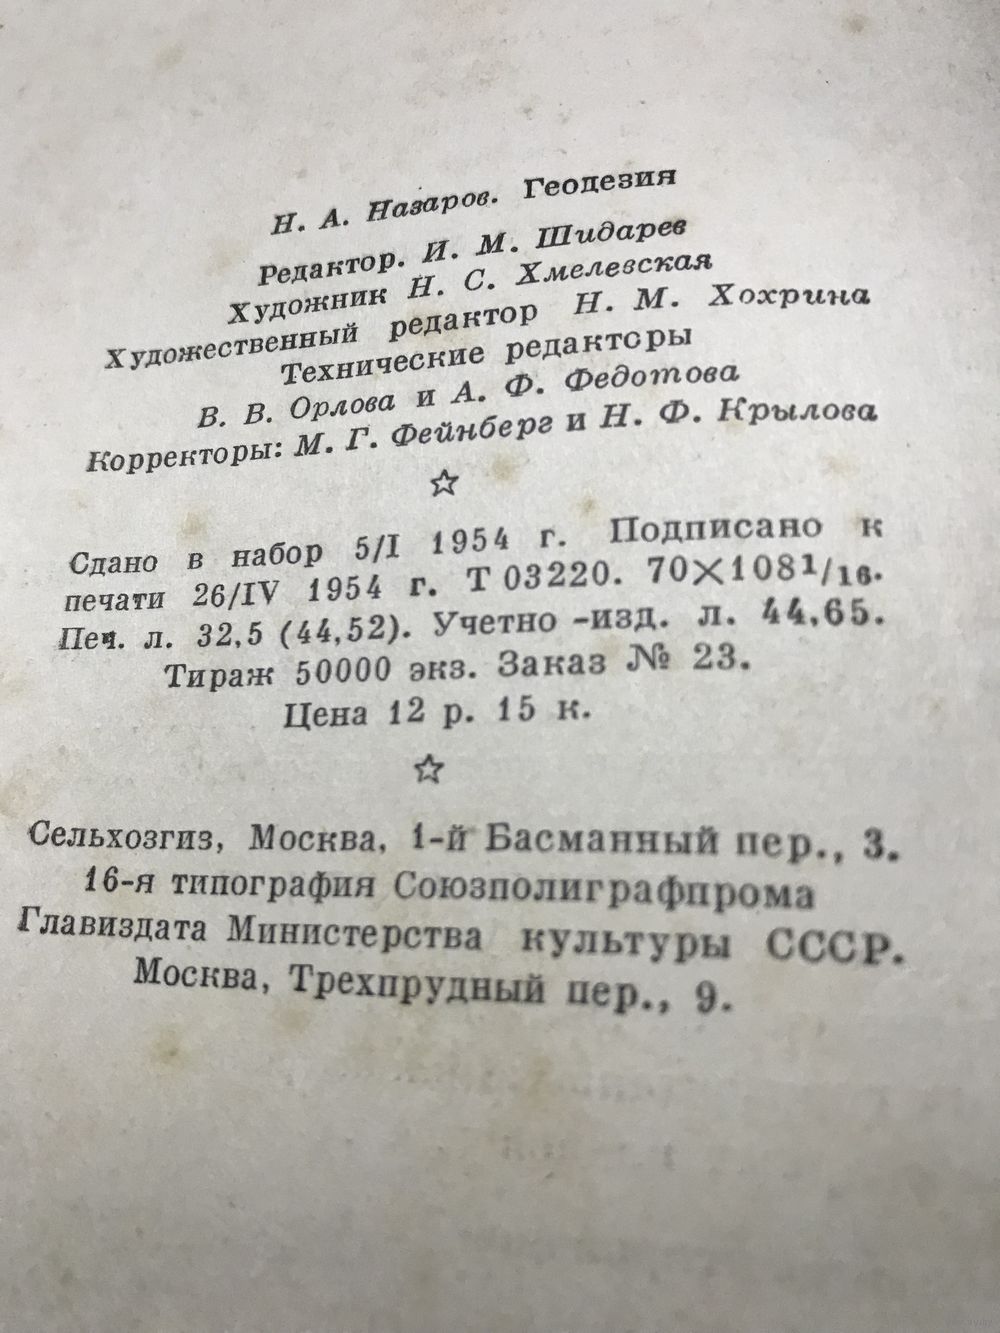 Н. А. Назаров. Геодезия
Редактор. И. М. Шидарев
Художник Н. С. Хмелевская
Художественный редактор Н. М. Хохрина
Технические редакторы
В. В. Орлова и А. Ф. Федотова
Корректоры: М. Г. Фейнберг и Н. Ф. Крылова
☆
Сдано в набор 5/I 1954 г. Подписано к
печати 26/IV 1954 г. Т 03220. 70×108¹/₁₆.
Печ. л. 32,5 (44,52). Учетно-изд. л. 44,65.
Тираж 50000 экз. Заказ № 23.
Цена 12 р. 15 к.
☆
Сельхозгиз, Москва, 1-й Басманный пер., 3.
16-я типография Союзполиграфпрома
Главиздата Министерства культуры СССР.
Москва, Трехпрудный пер., 9.